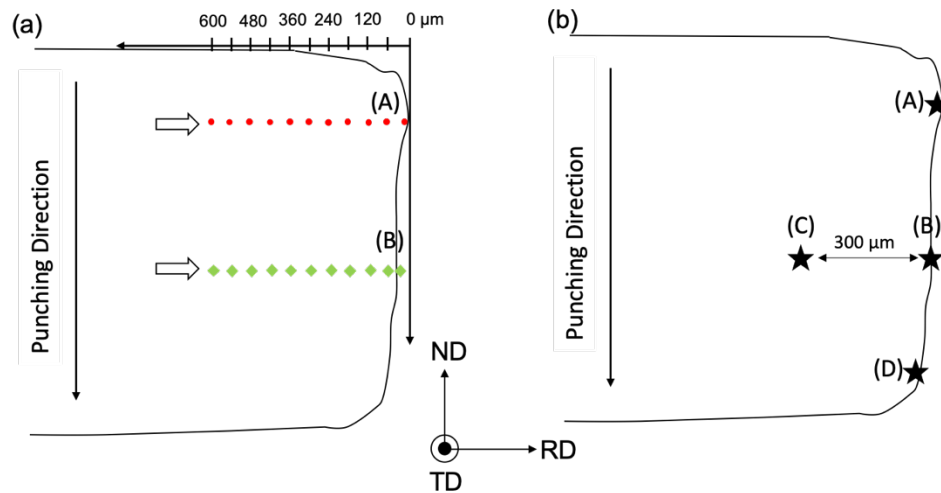 (a)
600 480 360 240 120 0 μm
(A)
(B)
Punching Direction
ND
RD
TD
(b)
(A)
(C)
(B)
300 μm
(D)
Punching Direction